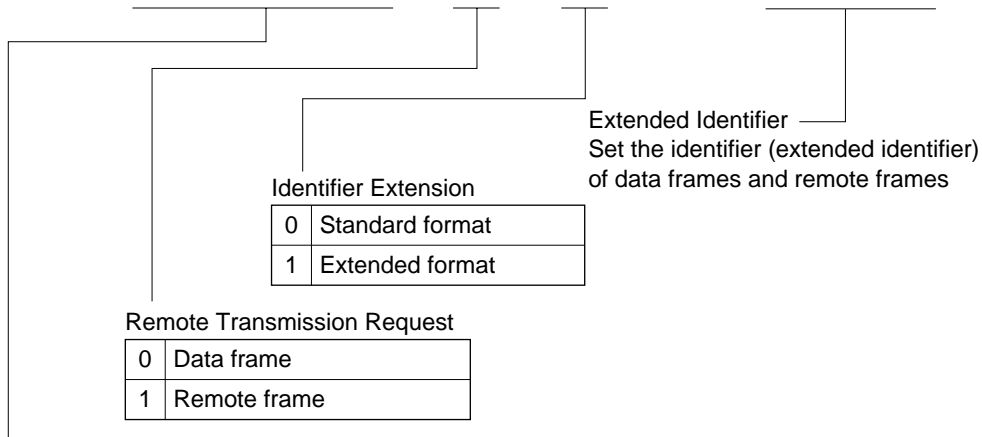 Extended Identifier
Set the identifier (extended identifier)
of data frames and remote frames
Identifier Extension
0 Standard format
1 Extended format
Remote Transmission Request
0 Data frame
1 Remote frame